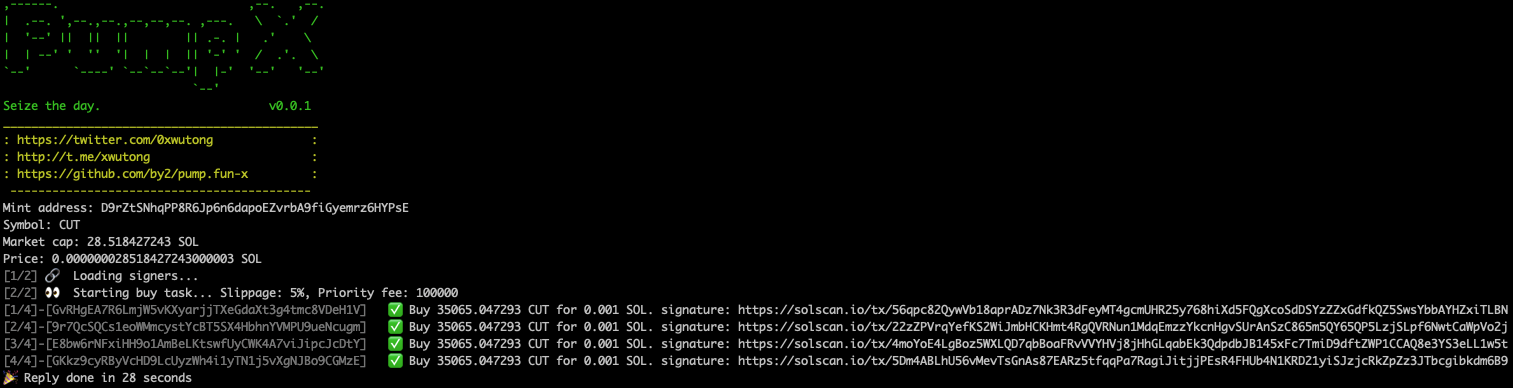 PumpX
Seize the day. v0.0.1
: https://twitter.com/0xwutong :
: http://t.me/xwutong :
: https://github.com/by2/pump.fun-x :
Mint address: D9rZtSNhqPP8R6Jp6n6dapoEZvrbA9fiGyemrz6HYPsE
Symbol: CUT
Market cap: 28.518427243 SOL
Price: 0.000000028518427243000003 SOL
[1/2] 🔗 Loading signers...
[2/2] 👀 Starting buy task... Slippage: 5%, Priority fee: 100000
[1/4]-[GvRHgEA7R6LmjW5vKXyarjjTXeGdaXt3g4tmc8VDeH1V] ✅ Buy 35065.047293 CUT for 0.001 SOL. signature: https://solscan.io/tx/56qpc82QywVb18aprADz7Nk3R3dFeyMT4gcmUHR25y768hiXd5FQgXcoSdDSYzZZxGdfkQZ5SwsYbbAYHZxiTLBN
[2/4]-[9r7QcSQCs1eoWMmcystYcBT5SX4HbhnYVMPU9ueNcugm] ✅ Buy 35065.047293 CUT for 0.001 SOL. signature: https://solscan.io/tx/22zZPVrqYefKS2WiJmbHCKHmt4RgQVRNun1MdqEmzzYkcnHgvSUrAnSzC865m5QY65QP5LzjSLpf6NwtCaWpVo2j
[3/4]-[E8bw6rNFxiHH9o1AmBeLKtswfUyCWK4A7viJipcJcDtY] ✅ Buy 35065.047293 CUT for 0.001 SOL. signature: https://solscan.io/tx/4moYoE4LgBoz5WXLQD7qbBoaFRvVVYHVj8jHhGLqabEk3QdpdbJB145xFc7TmiD9dftZWP1CCAQ8e3YS3eLL1w5t
[4/4]-[GKkz9cyRByVcHD9LcUyzWh4i1yTN1j5vXgNJBo9CGMzE] ✅ Buy 35065.047293 CUT for 0.001 SOL. signature: https://solscan.io/tx/5Dm4ABLhU56vMevTsGnAs87EARz5tfqqPa7RagiJitjjPEsR4FHUb4N1KRD21yiSJzjcRkZpZz3JTbcgibkdm6B9
🎉 Reply done in 28 seconds